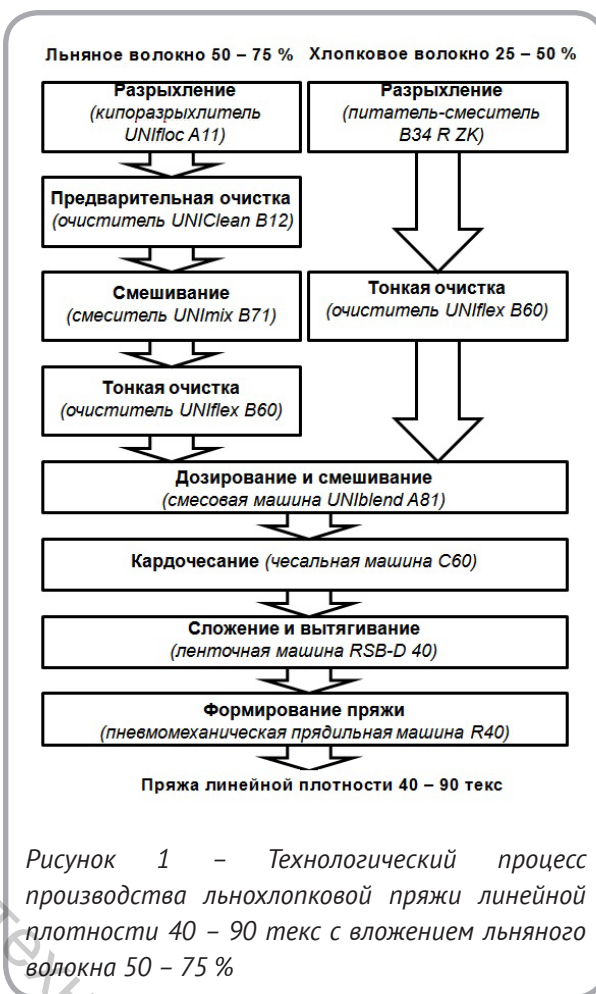 Льняное волокно 50 – 75 % Хлопковое волокно 25 – 50 %
Разрыхление
(кипоразрыхлитель
UNIfloc A11)
Разрыхление
(питатель-смеситель
B34 R ZK)
Предварительная очистка
(очиститель UNIClean B12)
Смешивание
(смеситель UNImix B71)
Тонкая очистка
(очиститель UNIflex B60)
Тонкая очистка
(очиститель UNIflex B60)
Дозирование и смешивание
(смесовая машина UNIblend A81)
Кардочесание (чесальная машина C60)
Сложение и вытягивание
(ленточная машина RSB-D 40)
Формирование пряжи
(пневмомеханическая прядильная машина R40)
Пряжа линейной плотности 40 – 90 текс
Рисунок 1 – Технологический процесс
производства льнохлопковой пряжи линейной
плотности 40 – 90 текс с вложением льняного
волокна 50 – 75 %